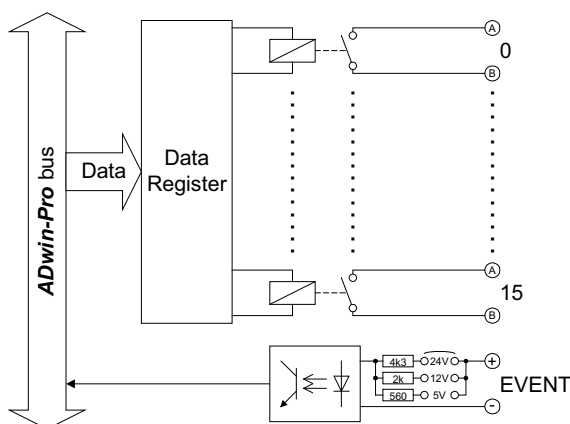 A
0
B
ADwin-Pro bus
Data
Data
Register
A
15
B
4k3 24V +
2k 12V EVENT
560 5V -